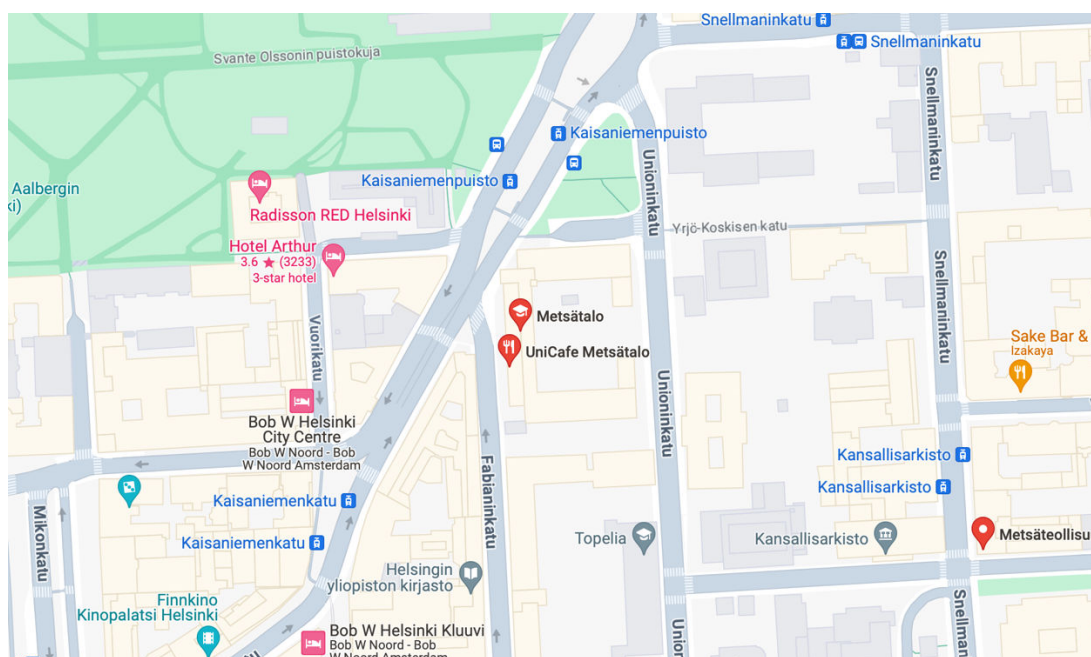 Snellmaninkatu
Snellmaninkatu
Svante Olssonin puistokuja
Kaisaniemenpuisto
Kaisaniemenpuisto
Aalbergin
ki)
Radisson RED Helsinki
Unioninkatu
Snellmaninkatu
Yrjö-Koskisen katu
Hotel Arthur
3.6 ★ (3233)
3-star hotel
Metsätalo
UniCafe Metsätalo
Vuorikatu
Snellmaninkatu
Sake Bar &
Izakaya
Unioninkatu
Bob W Helsinki
City Centre
Bob W Noord - Bob
W Noord Amsterdam
Fabianinkatu
Kansallisarkisto
Kansallisarkisto
Kaisaniemenkatu
Kaisaniemenkatu
Mikonkatu
Topelia
Kansallisarkisto
Metsäteollisu
Helsingin
yliopiston kirjasto
Finnkino
Kinopalatsi Helsinki
Bob W Helsinki Kluuvi
Bob W Noord - Bob
W Noord Amsterdam
Union
Snellman